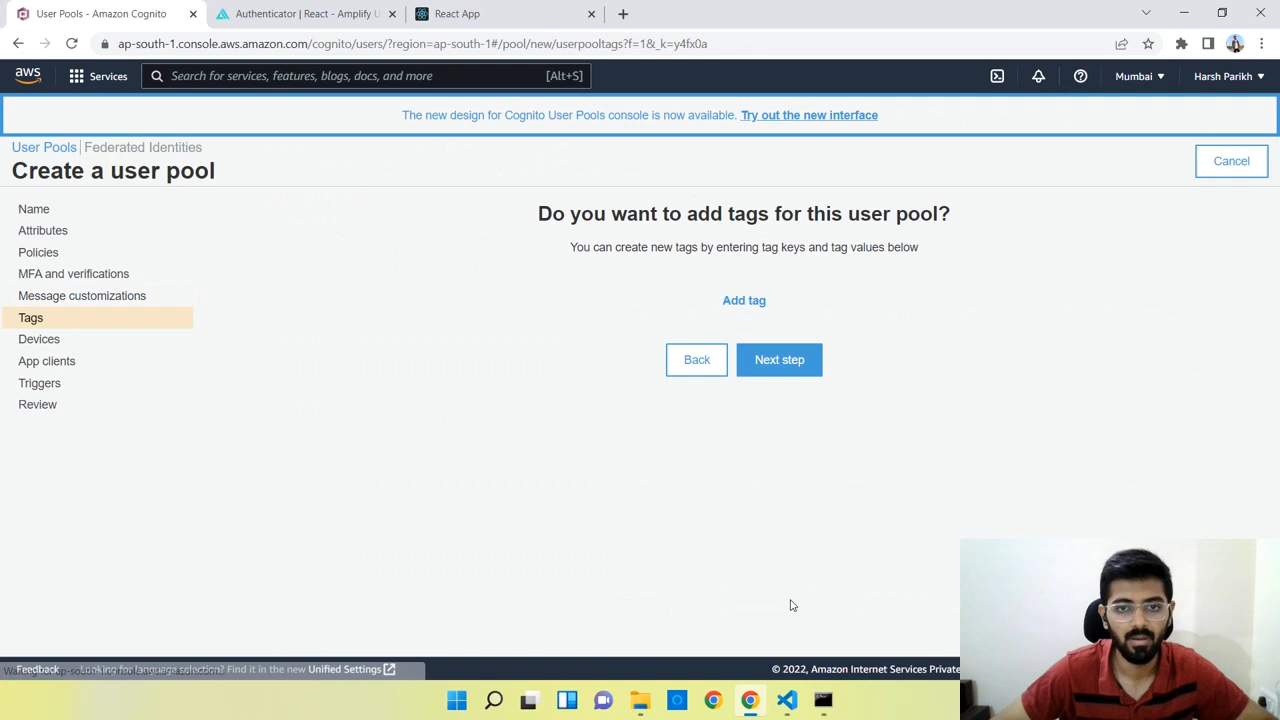 User Pools - Amazon Cognito
Authenticator | React - Amplify U
React App
ap-south-1.console.aws.amazon.com/cognito/users/?region=ap-south-1#/pool/new/userpooltags?f=1&_k=y4fx0a
aws
Services
Search for services, features, blogs, docs, and more
[Alt+S]
Mumbai
Harsh Parikh
The new design for Cognito User Pools console is now available. Try out the new interface
User Pools | Federated Identities
Create a user pool
Cancel
Name
Attributes
Policies
MFA and verifications
Message customizations
Tags
Devices
App clients
Triggers
Review
Do you want to add tags for this user pool?
You can create new tags by entering tag keys and tag values below
Add tag
Back
Next step
Feedback
Looking for language selection? Find it in the new Unified Settings
© 2022, Amazon Internet Services Private